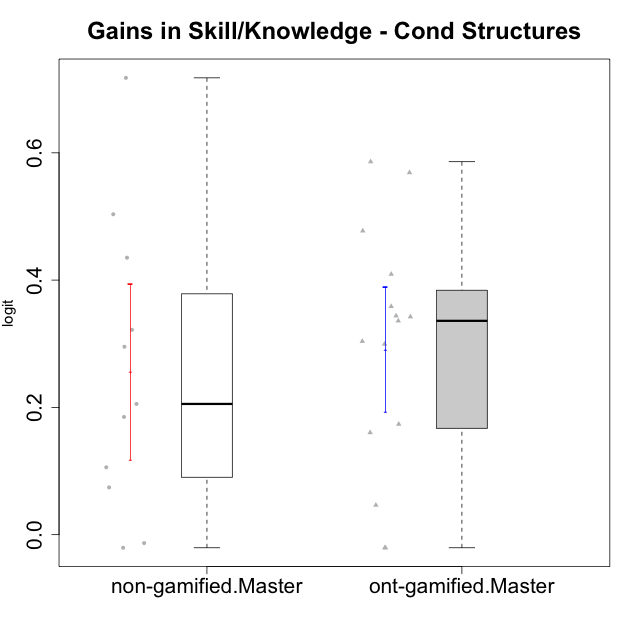 Gains in Skill/Knowledge - Cond Structures
logit
0.6
0.4
0.2
0.0
non-gamified.Master
ont-gamified.Master